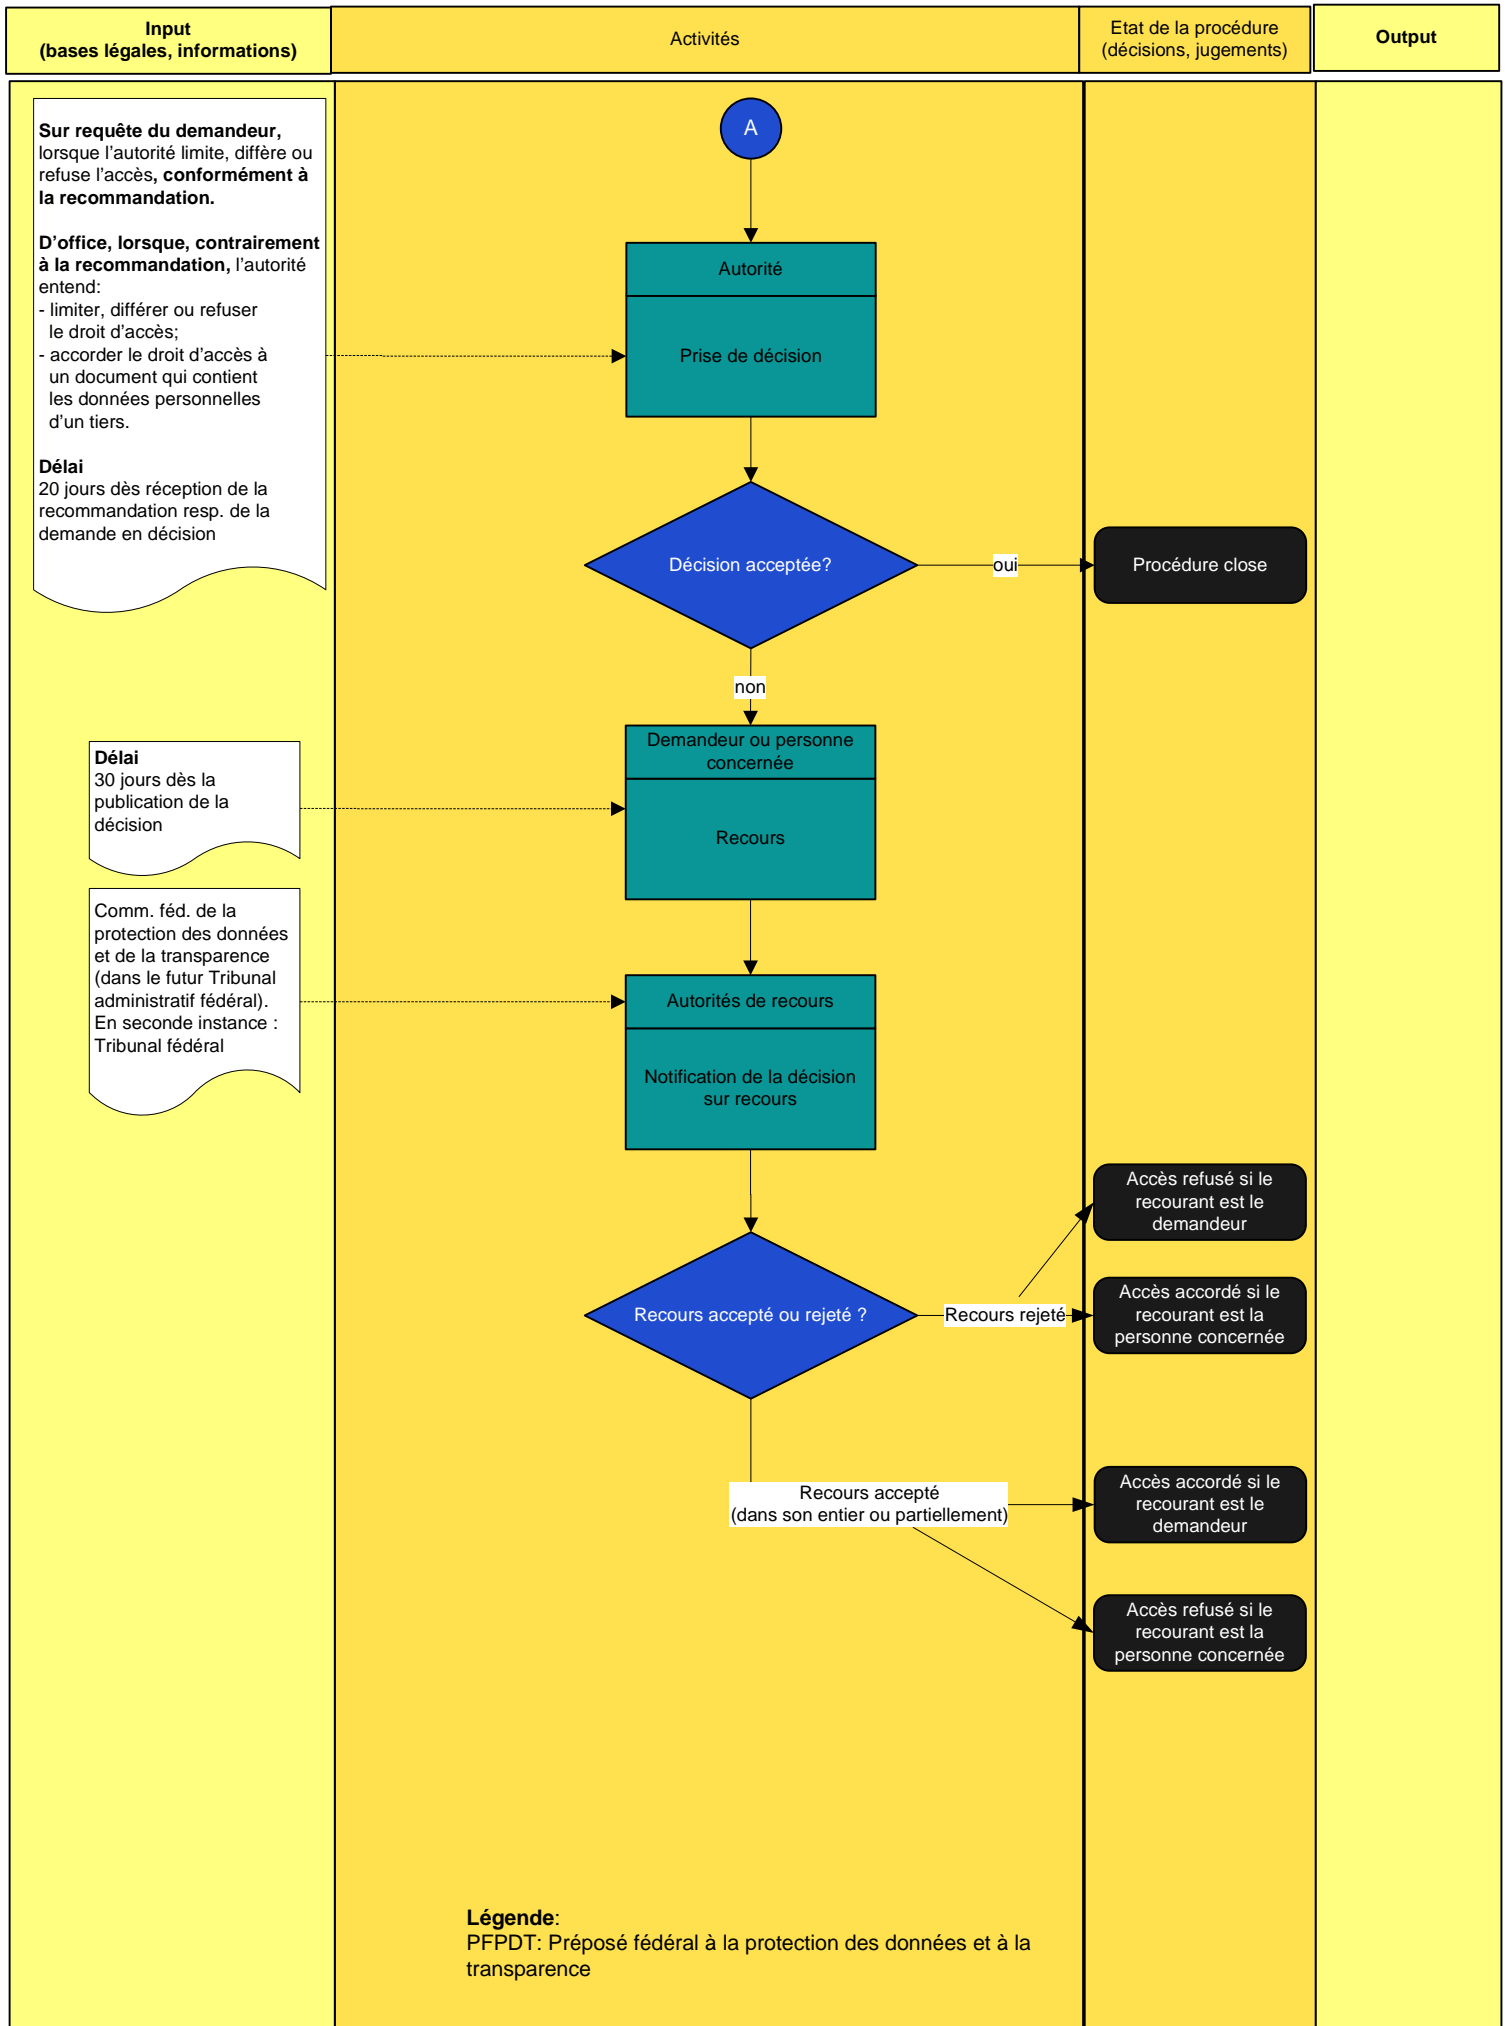 Input
(bases légales, informations)
Activités
Etat de la procédure
(décisions, jugements)
Output
Sur requête du demandeur,
lorsque l'autorité limite, diffère ou
refuse l'accès, conformément à
la recommandation.
D'office, lorsque, contrairement
à la recommandation, l'autorité
entend:
- limiter, différer ou refuser
le droit d'accès;
- accorder le droit d'accès à
un document qui contient
les données personnelles
d'un tiers.
Délai
20 jours dès réception de la
recommandation resp. de la
demande en décision
A
Autorité
Prise de décision
Décision acceptée?
oui
Procédure close
non
Délai
30 jours dès la
publication de la
décision
Demandeur ou personne
concernée
Recours
Comm. féd. de la
protection des données
et de la transparence
(dans le futur Tribunal
administratif fédéral).
En seconde instance :
Tribunal fédéral
Autorités de recours
Notification de la décision
sur recours
Recours accepté ou rejeté ?
Recours rejeté
Accès refusé si le
recourant est le
demandeur
Accès accordé si le
recourant est la
personne concernée
Recours accepté
(dans son entier ou partiellement)
Accès accordé si le
recourant est le
demandeur
Accès refusé si le
recourant est la
personne concernée
Légende:
PFPDT: Préposé fédéral à la protection des données et à la
transparence